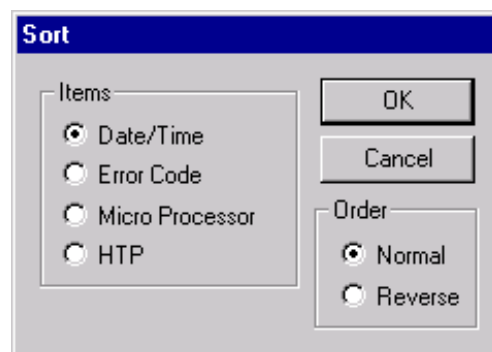 Sort
Items
Date/Time
Error Code
Micro Processor
HTP
OK
Cancel
Order
Normal
Reverse